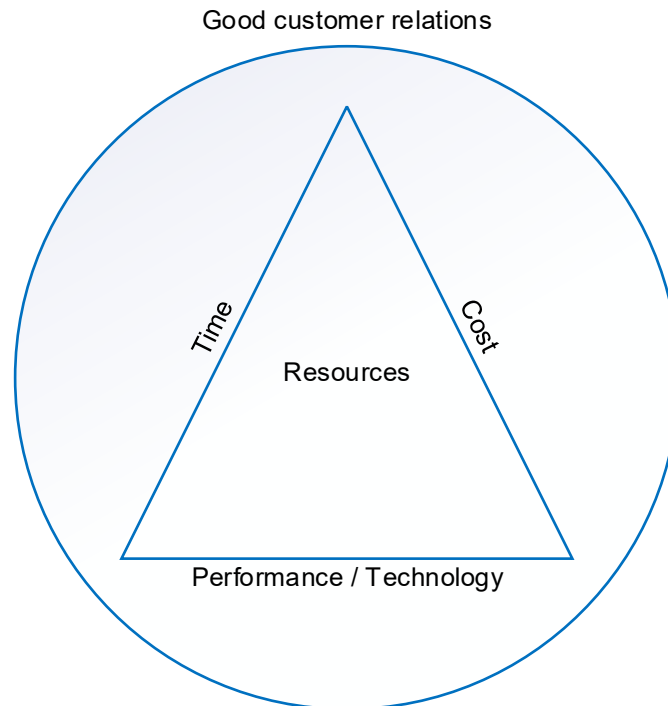 Good customer relations
Time
Cost
Resources
Performance / Technology